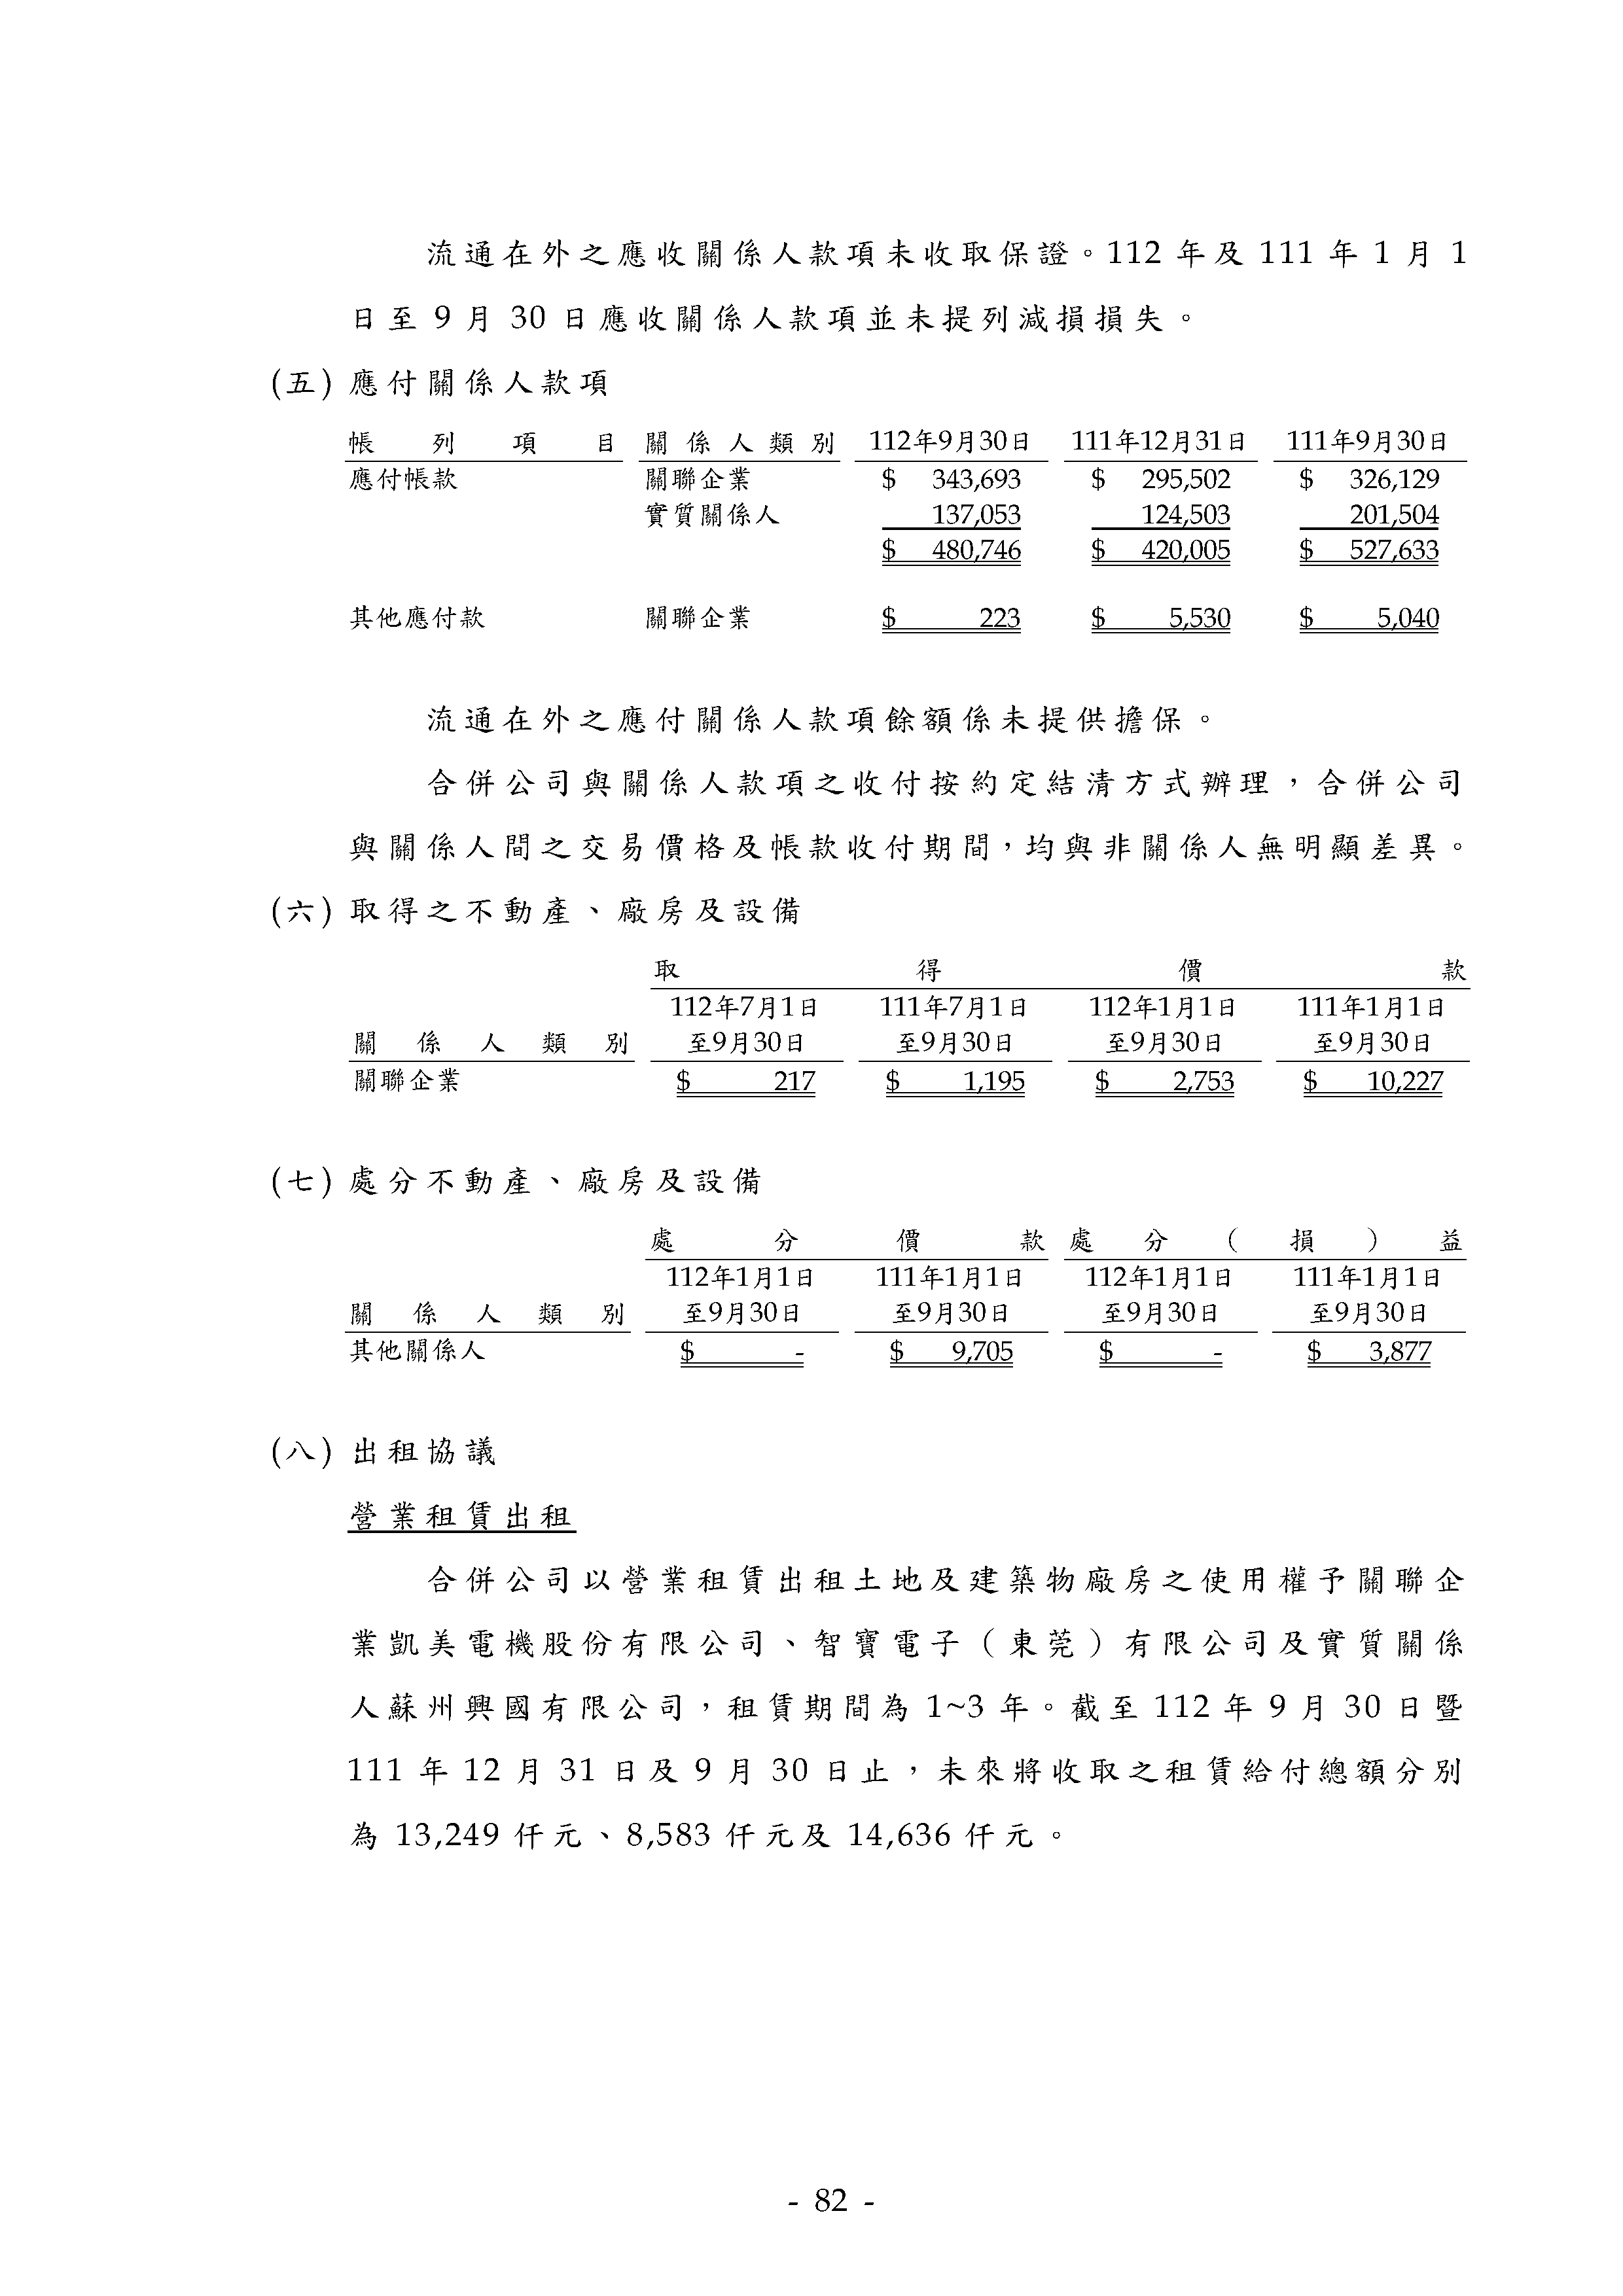 流通在外之應收關係人款項未收取保證。112 年及 111 年 1 月 1
日至 9 月 30 日應收關係人款項並未提列減損損失。
(五) 應付關係人款項
帳列項目 關係人類別 112年9月30日 111年12月31日 111年9月30日
應付帳款 關聯企業 $ 343,693 $ 295,502 $ 326,129
實質關係人 137,053 124,503 201,504
$ 480,746 $ 420,005 $ 527,633
其他應付款 關聯企業 $ 223 $ 5,530 $ 5,040
流通在外之應付關係人款項餘額係未提供擔保。
合併公司與關係人款項之收付按約定結清方式辦理，合併公司
與關係人間之交易價格及帳款收付期間，均與非關係人無明顯差異。
(六) 取得之不動產、廠房及設備
取得價款
112年7月1日 111年7月1日 112年1月1日 111年1月1日
關係人類別 至9月30日 至9月30日 至9月30日 至9月30日
關聯企業 $ 217 $ 1,195 $ 2,753 $ 10,227
(七) 處分不動產、廠房及設備
處分價款 處分（損）益
112年1月1日 111年1月1日 112年1月1日 111年1月1日
關係人類別 至9月30日 至9月30日 至9月30日 至9月30日
其他關係人 $ - $ 9,705 $ - $ 3,877
(八) 出租協議
營業租賃出租
合併公司以營業租賃出租土地及建築物廠房之使用權予關聯企
業凱美電機股份有限公司、智寶電子（東莞）有限公司及實質關係
人蘇州興國有限公司，租賃期間為 1~3 年。截至 112 年 9 月 30 日暨
111 年 12 月 31 日及 9 月 30 日止，未來將收取之租賃給付總額分別
為 13,249 仟元、8,583 仟元及 14,636 仟元。
- 82 -